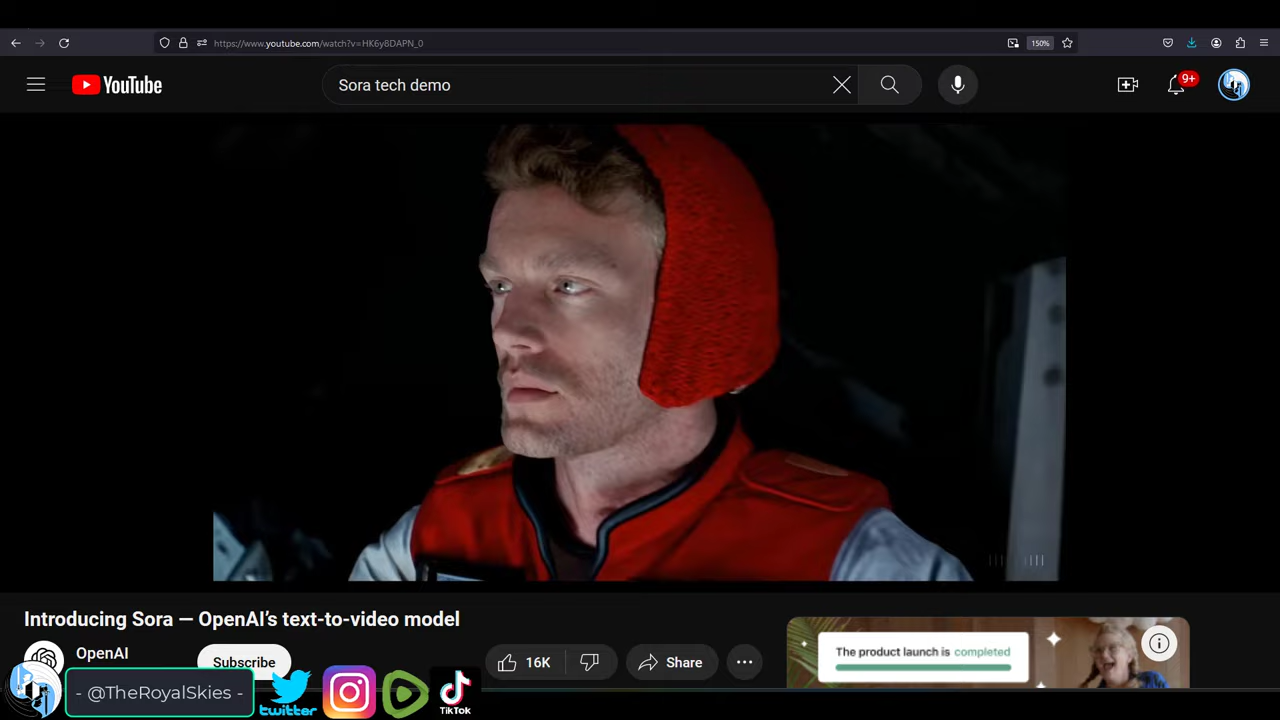 https://www.youtube.com/watch?v=HK6y8DAPN_0
150%
YouTube
Sora tech demo
9+
Introducing Sora — OpenAI's text-to-video model
OpenAI
Subscribe
16K
Share
The product launch is completed
- @TheRoyalSkies -
twitter
TikTok